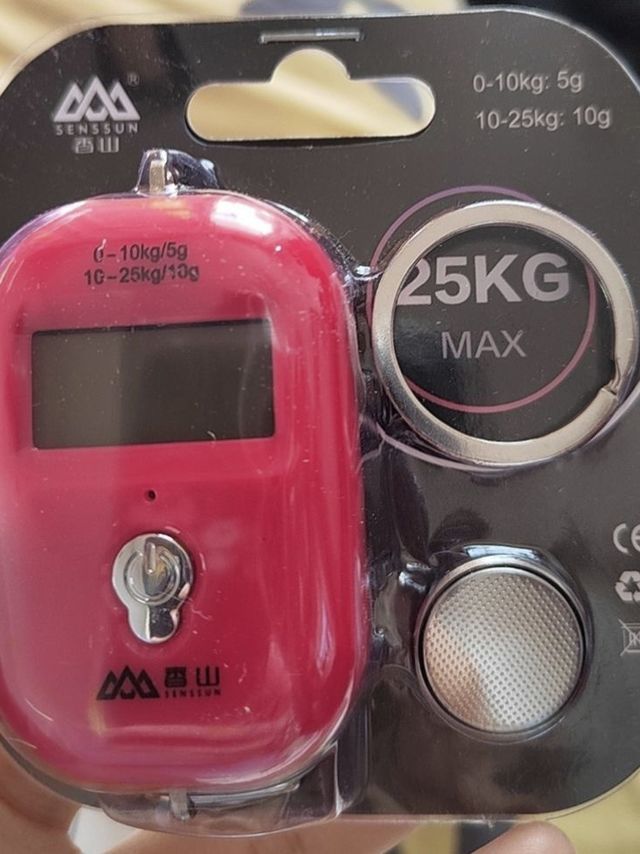 ®
SENSSUN
香山
0-10kg: 5g
10-25kg: 10g
0-10kg/5g
10-25kg/10g
25KG
MAX
香山
SENSSUN
CE